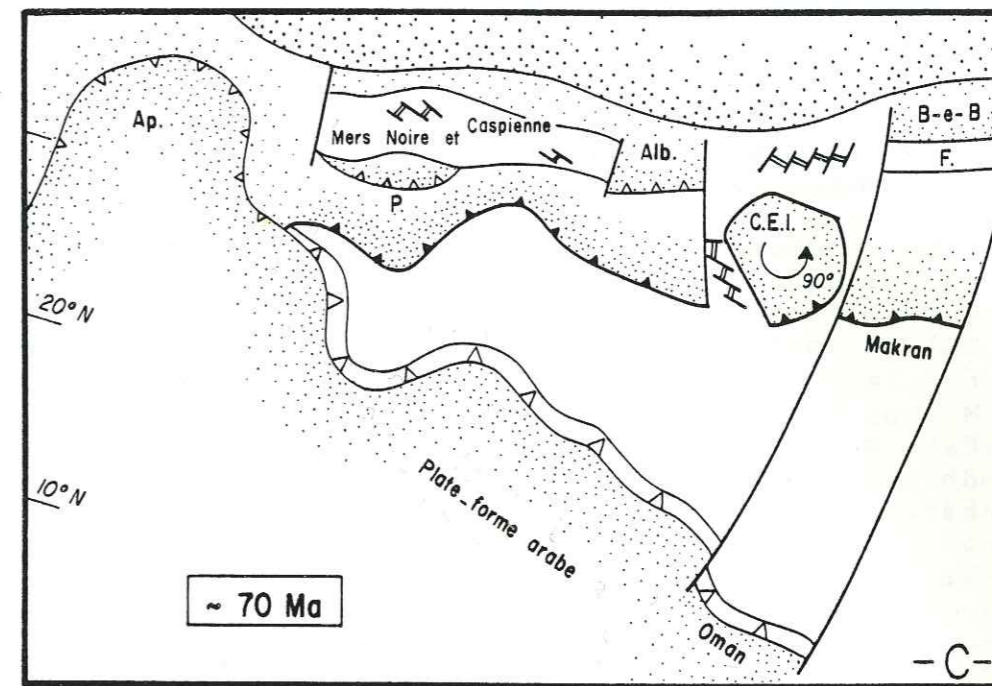 Ap.
Mers Noire et Caspienne
Alb.
B-e-B
F.
P
C.E.I.
90°
20° N
Makran
10° N
Plate-forme arabe
~ 70 Ma
Oman
-C-